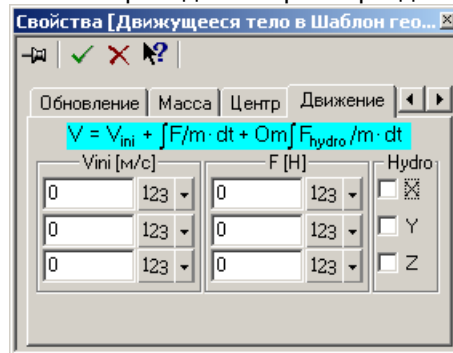 Свойства [Движущееся тело в Шаблон гео...
Обновление Масса Центр Движение
V = Vini + ∫F/m· dt + Om∫Fhydro/m· dt
Vini [м/с] F [Н] Hydro
0 123 0 123 X
0 123 0 123 Y
0 123 0 123 Z